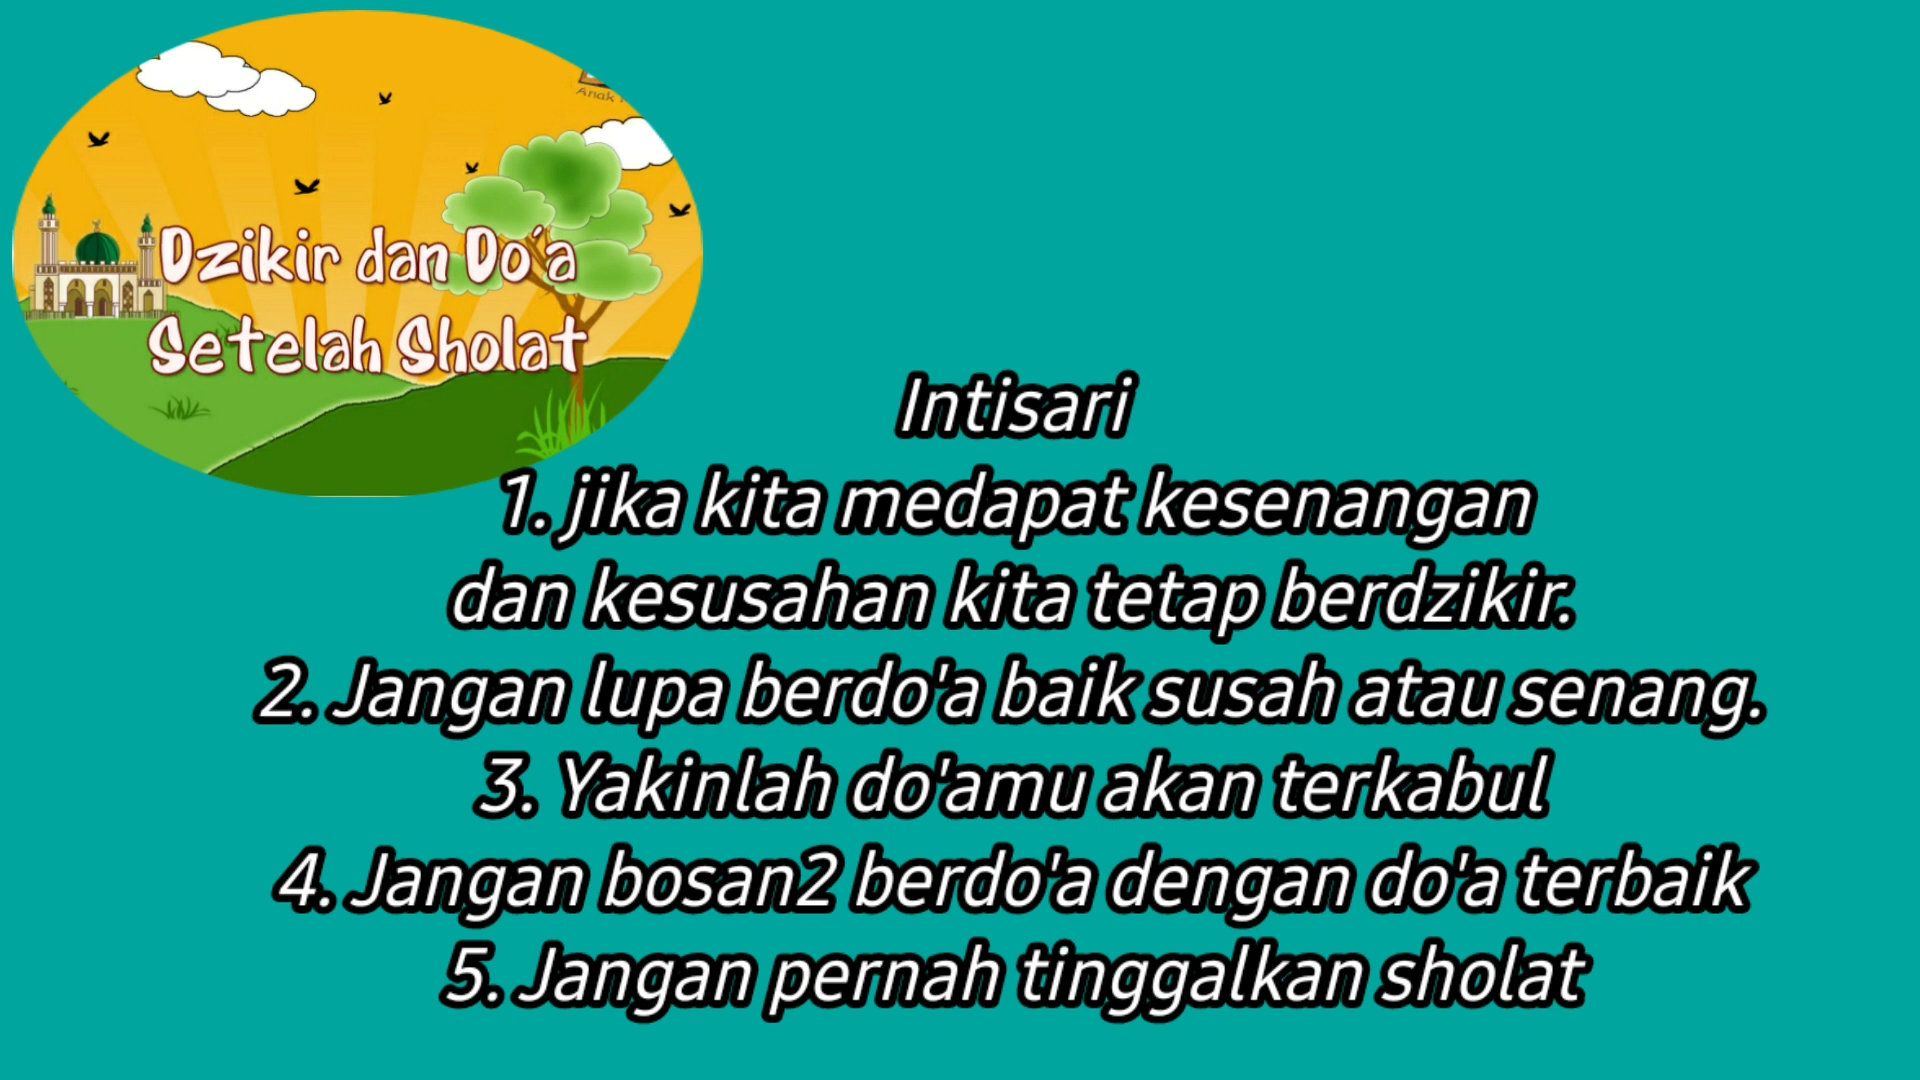 Anak
Dzikir dan Do'a
Setelah Sholat
Intisari
1. jika kita medapat kesenangan
dan kesusahan kita tetap berdzikir.
2. Jangan lupa berdo'a baik susah atau senang.
3. Yakinlah do'amu akan terkabul
4. Jangan bosan2 berdo'a dengan do'a terbaik
5. Jangan pernah tinggalkan sholat